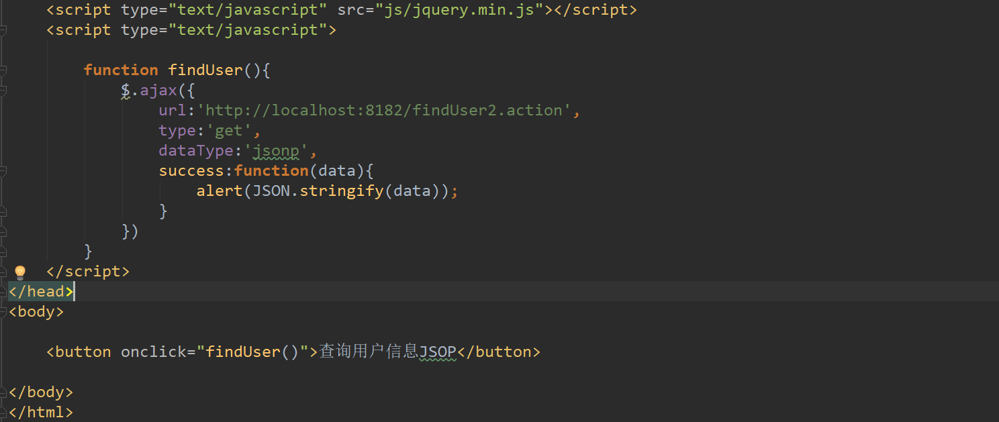 <script type="text/javascript" src="js/jquery.min.js"></script>
<script type="text/javascript">
function findUser(){
$.ajax({
url:'http://localhost:8182/findUser2.action',
type:'get',
dataType:'jsonp',
success:function(data){
alert(JSON.stringify(data));
}
})
}
</script>
</head>
<body>
<button onclick="findUser()">查询用户信息JSOP</button>
</body>
</html>